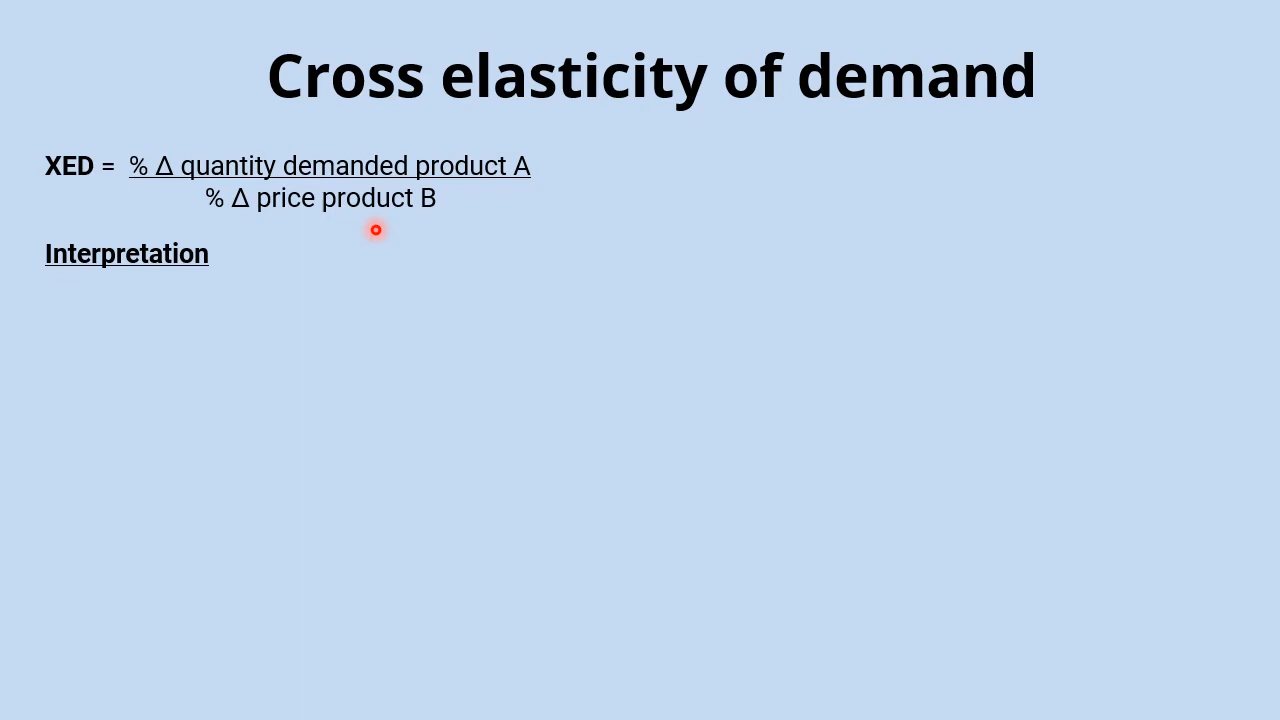 Cross elasticity of demand
XED = % Δ quantity demanded product A
% Δ price product B
Interpretation